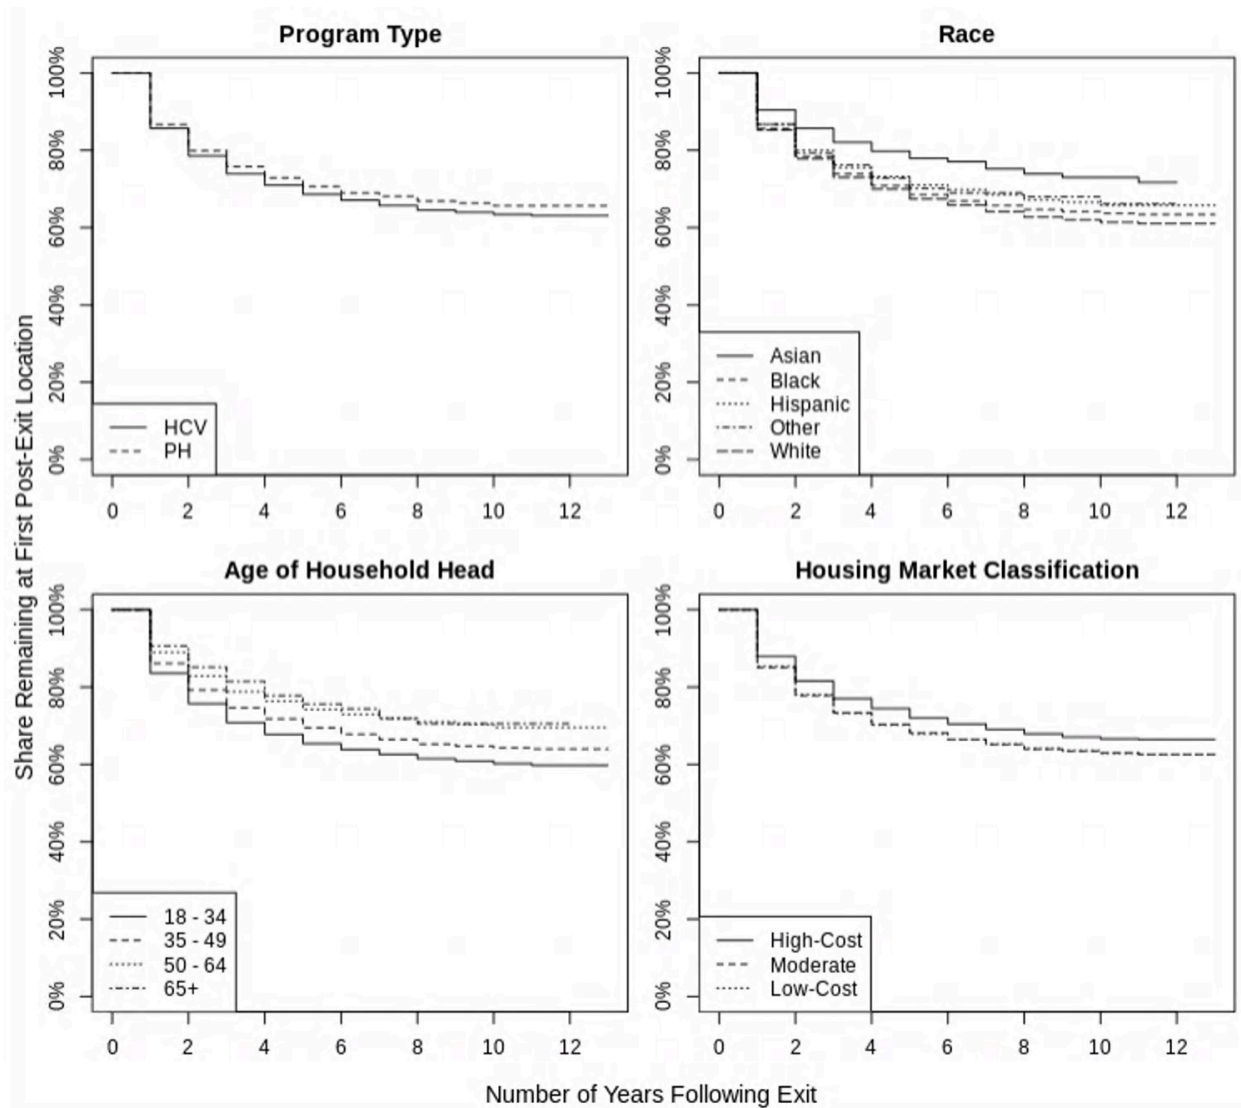 Program Type
100%
80%
60%
40%
20%
0%
HCV
PH
0 2 4 6 8 10 12
Race
100%
80%
60%
40%
20%
0%
Asian
Black
Hispanic
Other
White
0 2 4 6 8 10 12
Share Remaining at First Post-Exit Location
Age of Household Head
100%
80%
60%
40%
20%
0%
18 - 34
35 - 49
50 - 64
65+
0 2 4 6 8 10 12
Housing Market Classification
100%
80%
60%
40%
20%
0%
High-Cost
Moderate
Low-Cost
0 2 4 6 8 10 12
Number of Years Following Exit